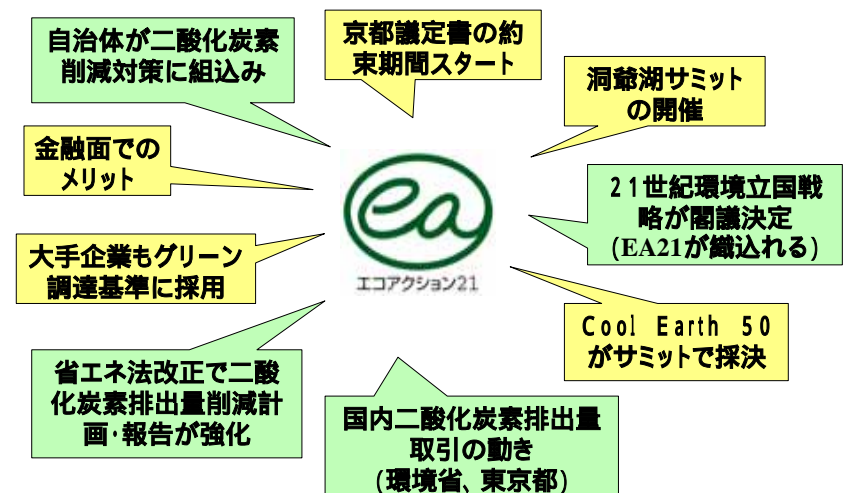 自治体が二酸化炭素
削減対策に組込み
京都議定書の約
束期間スタート
洞爺湖サミット
の開催
金融面での
メリット
21世紀環境立国戦
略が閣議決定
(EA21が織込れる)
大手企業もグリーン
調達基準に採用
ea
エコアクション21
Cool Earth 50
がサミットで採決
省エネ法改正で二酸
化炭素排出量削減計
画・報告が強化
国内二酸化炭素排出量
取引の動き
(環境省、東京都)